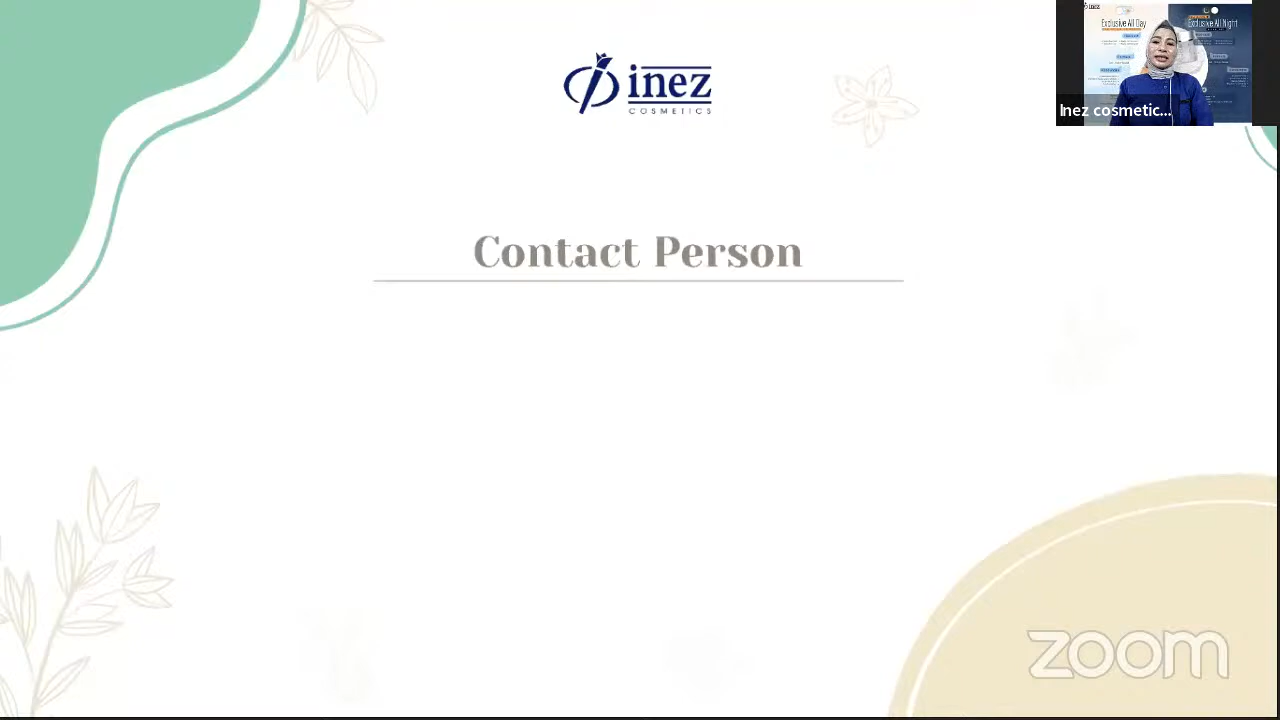 inez
COSMETICS
Exclusive All Day
Exclusive All Night
Inez cosmetic...
Contact Person
zoom